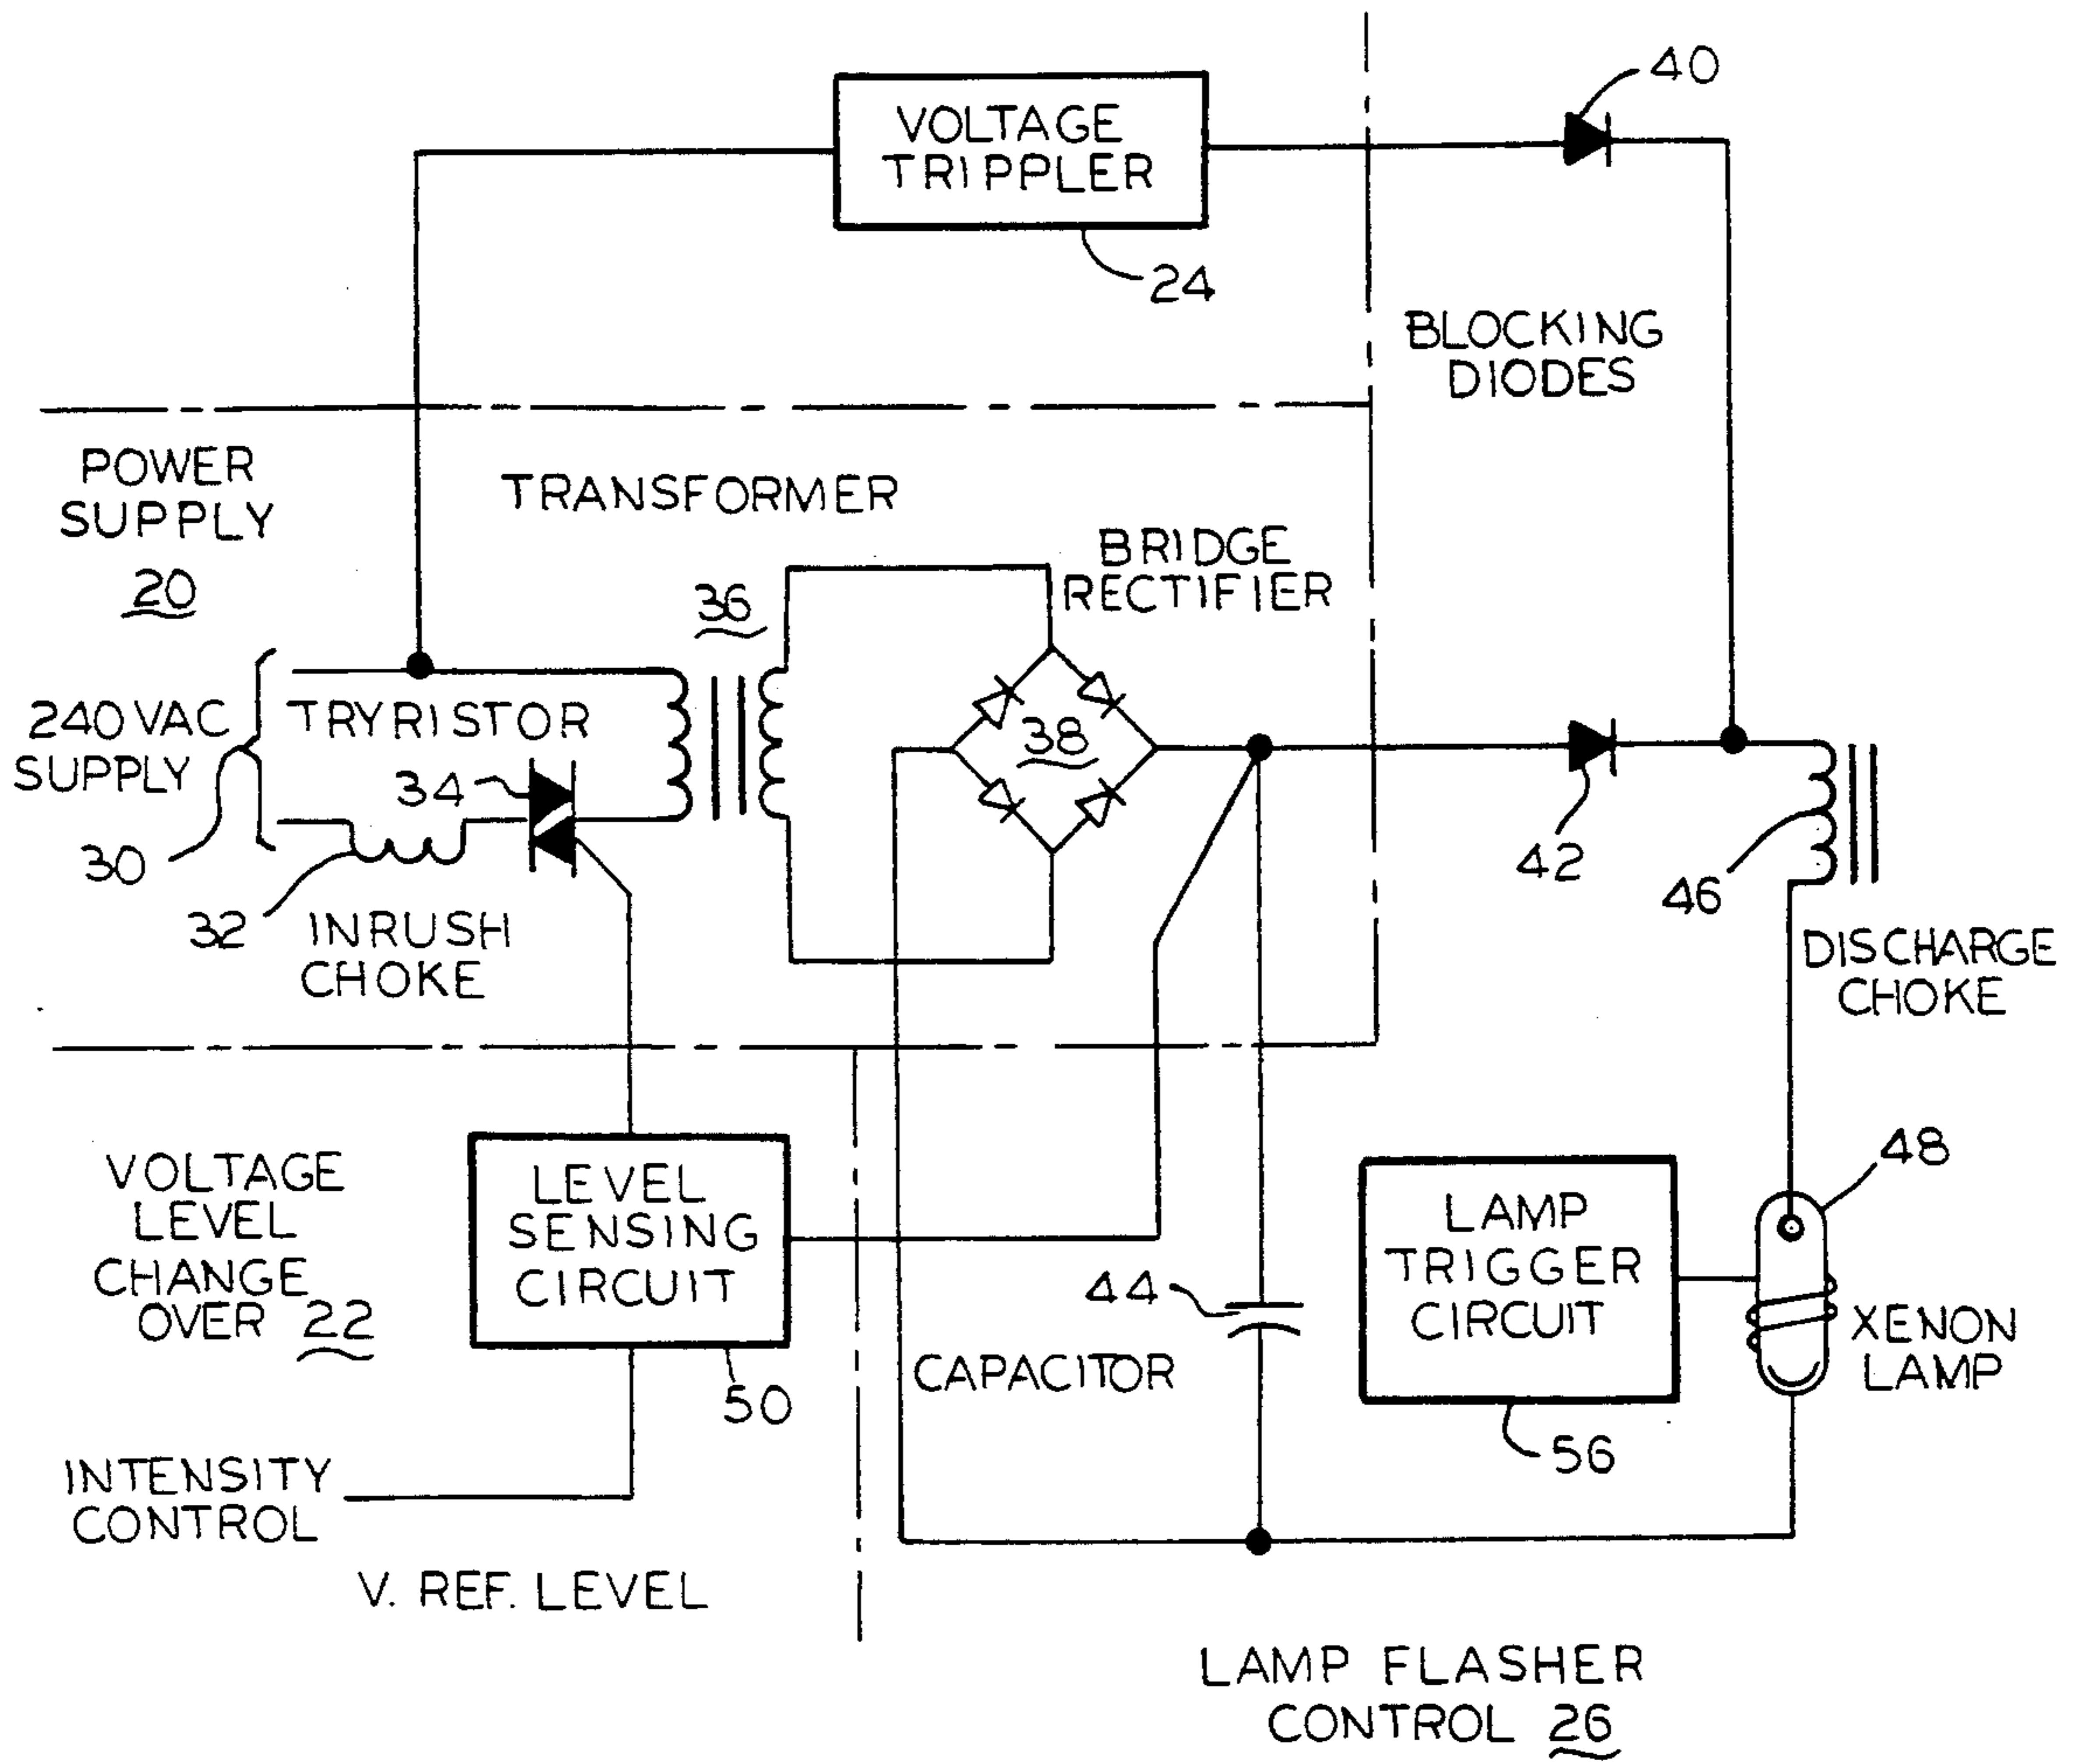 40
VOLTAGE
TRIPPLER
24
BLOCKING
DIODES
POWER
SUPPLY
20
TRANSFORMER
36
BRIDGE
RECTIFIER
38
240 VAC
SUPPLY
30
TRYRISTOR
34
32
INRUSH
CHOKE
42
46
DISCHARGE
CHOKE
VOLTAGE
LEVEL
CHANGE
OVER 22
LEVEL
SENSING
CIRCUIT
50
44
CAPACITOR
LAMP
TRIGGER
CIRCUIT
56
48
XENON
LAMP
INTENSITY
CONTROL
V. REF. LEVEL
LAMP FLASHER
CONTROL 26